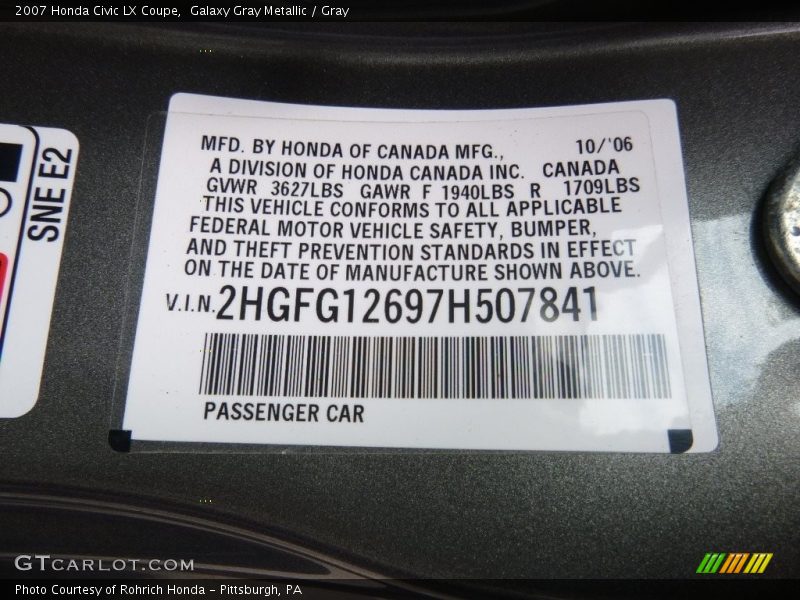 2007 Honda Civic LX Coupe,  Galaxy Gray Metallic / Gray
SNE E2
MFD. BY HONDA OF CANADA MFG., 10/'06
A DIVISION OF HONDA CANADA INC. CANADA
GVWR 3627LBS GAWR F 1940LBS R 1709LBS
THIS VEHICLE CONFORMS TO ALL APPLICABLE
FEDERAL MOTOR VEHICLE SAFETY, BUMPER,
AND THEFT PREVENTION STANDARDS IN EFFECT
ON THE DATE OF MANUFACTURE SHOWN ABOVE.
V.I.N. 2HGFG12697H507841
PASSENGER CAR
GTCARLOT.COM
Photo Courtesy of Rohrich Honda - Pittsburgh, PA